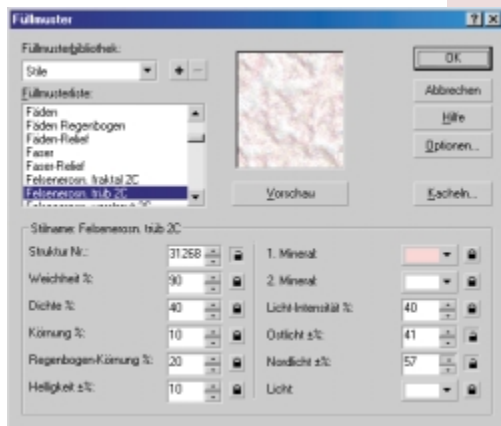 Füllmuster
Füllmusterbibliothek:
Stile
OK
Abbrechen
Hilfe
Optionen...
Füllmusterliste:
Fäden
Fäden Regenbogen
Fäden-Relief
Faser
Faser-Relief
Felsenerosn. fraktal 2C
Felsenerosn. trüb 2C
Vorschau
Kacheln...
Stilname: Felsenerosn. trüb 2C
Struktur Nr.: 31268
1. Mineral:
Weichheit %: 90
2. Mineral:
Dichte %: 40
Licht-Intensität %: 40
Körnung %: 10
Ostlicht ±%: 41
Regenbogen-Körnung %: 20
Nordlicht ±%: 57
Helligkeit ±%: 10
Licht: